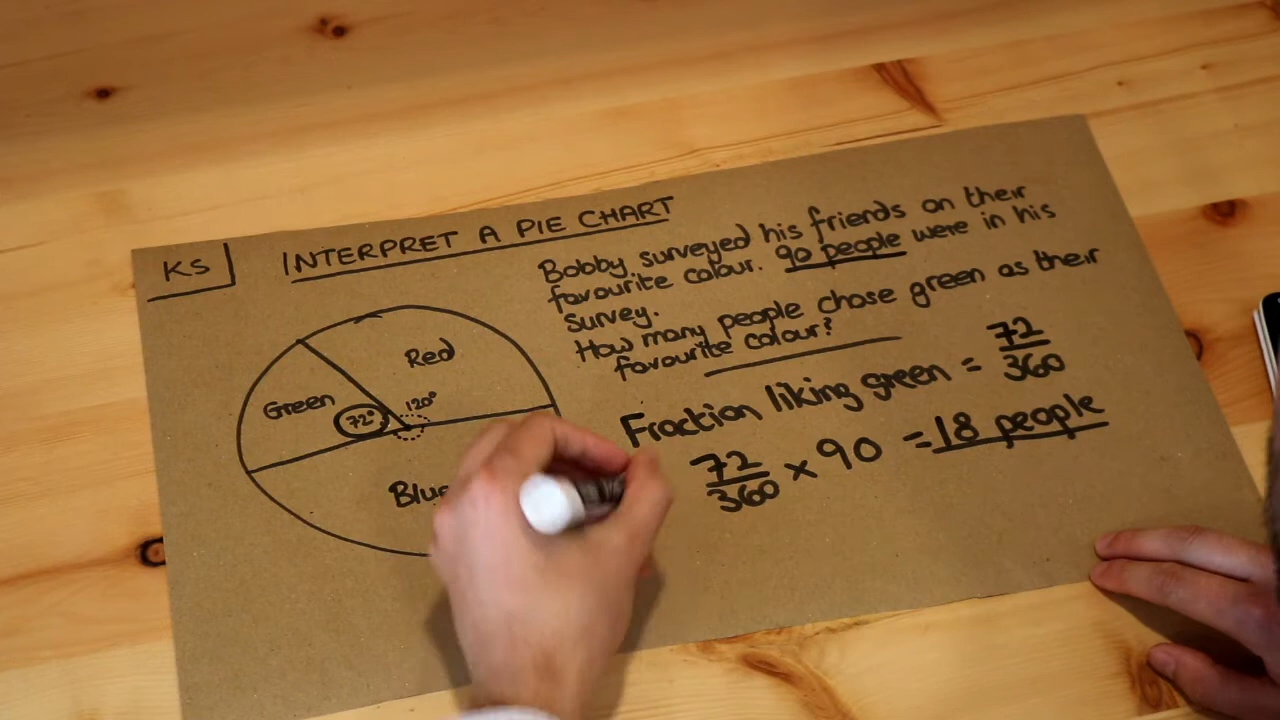 KS
INTERPRET A PIE CHART
Bobby surveyed his friends on their
favourite colour. 90 people were in his
survey.
How many people chose green as their
favourite colour?
Red
Green
72°
120°
Blue
Fraction liking green = 72/360
72/360 × 90 = 18 people